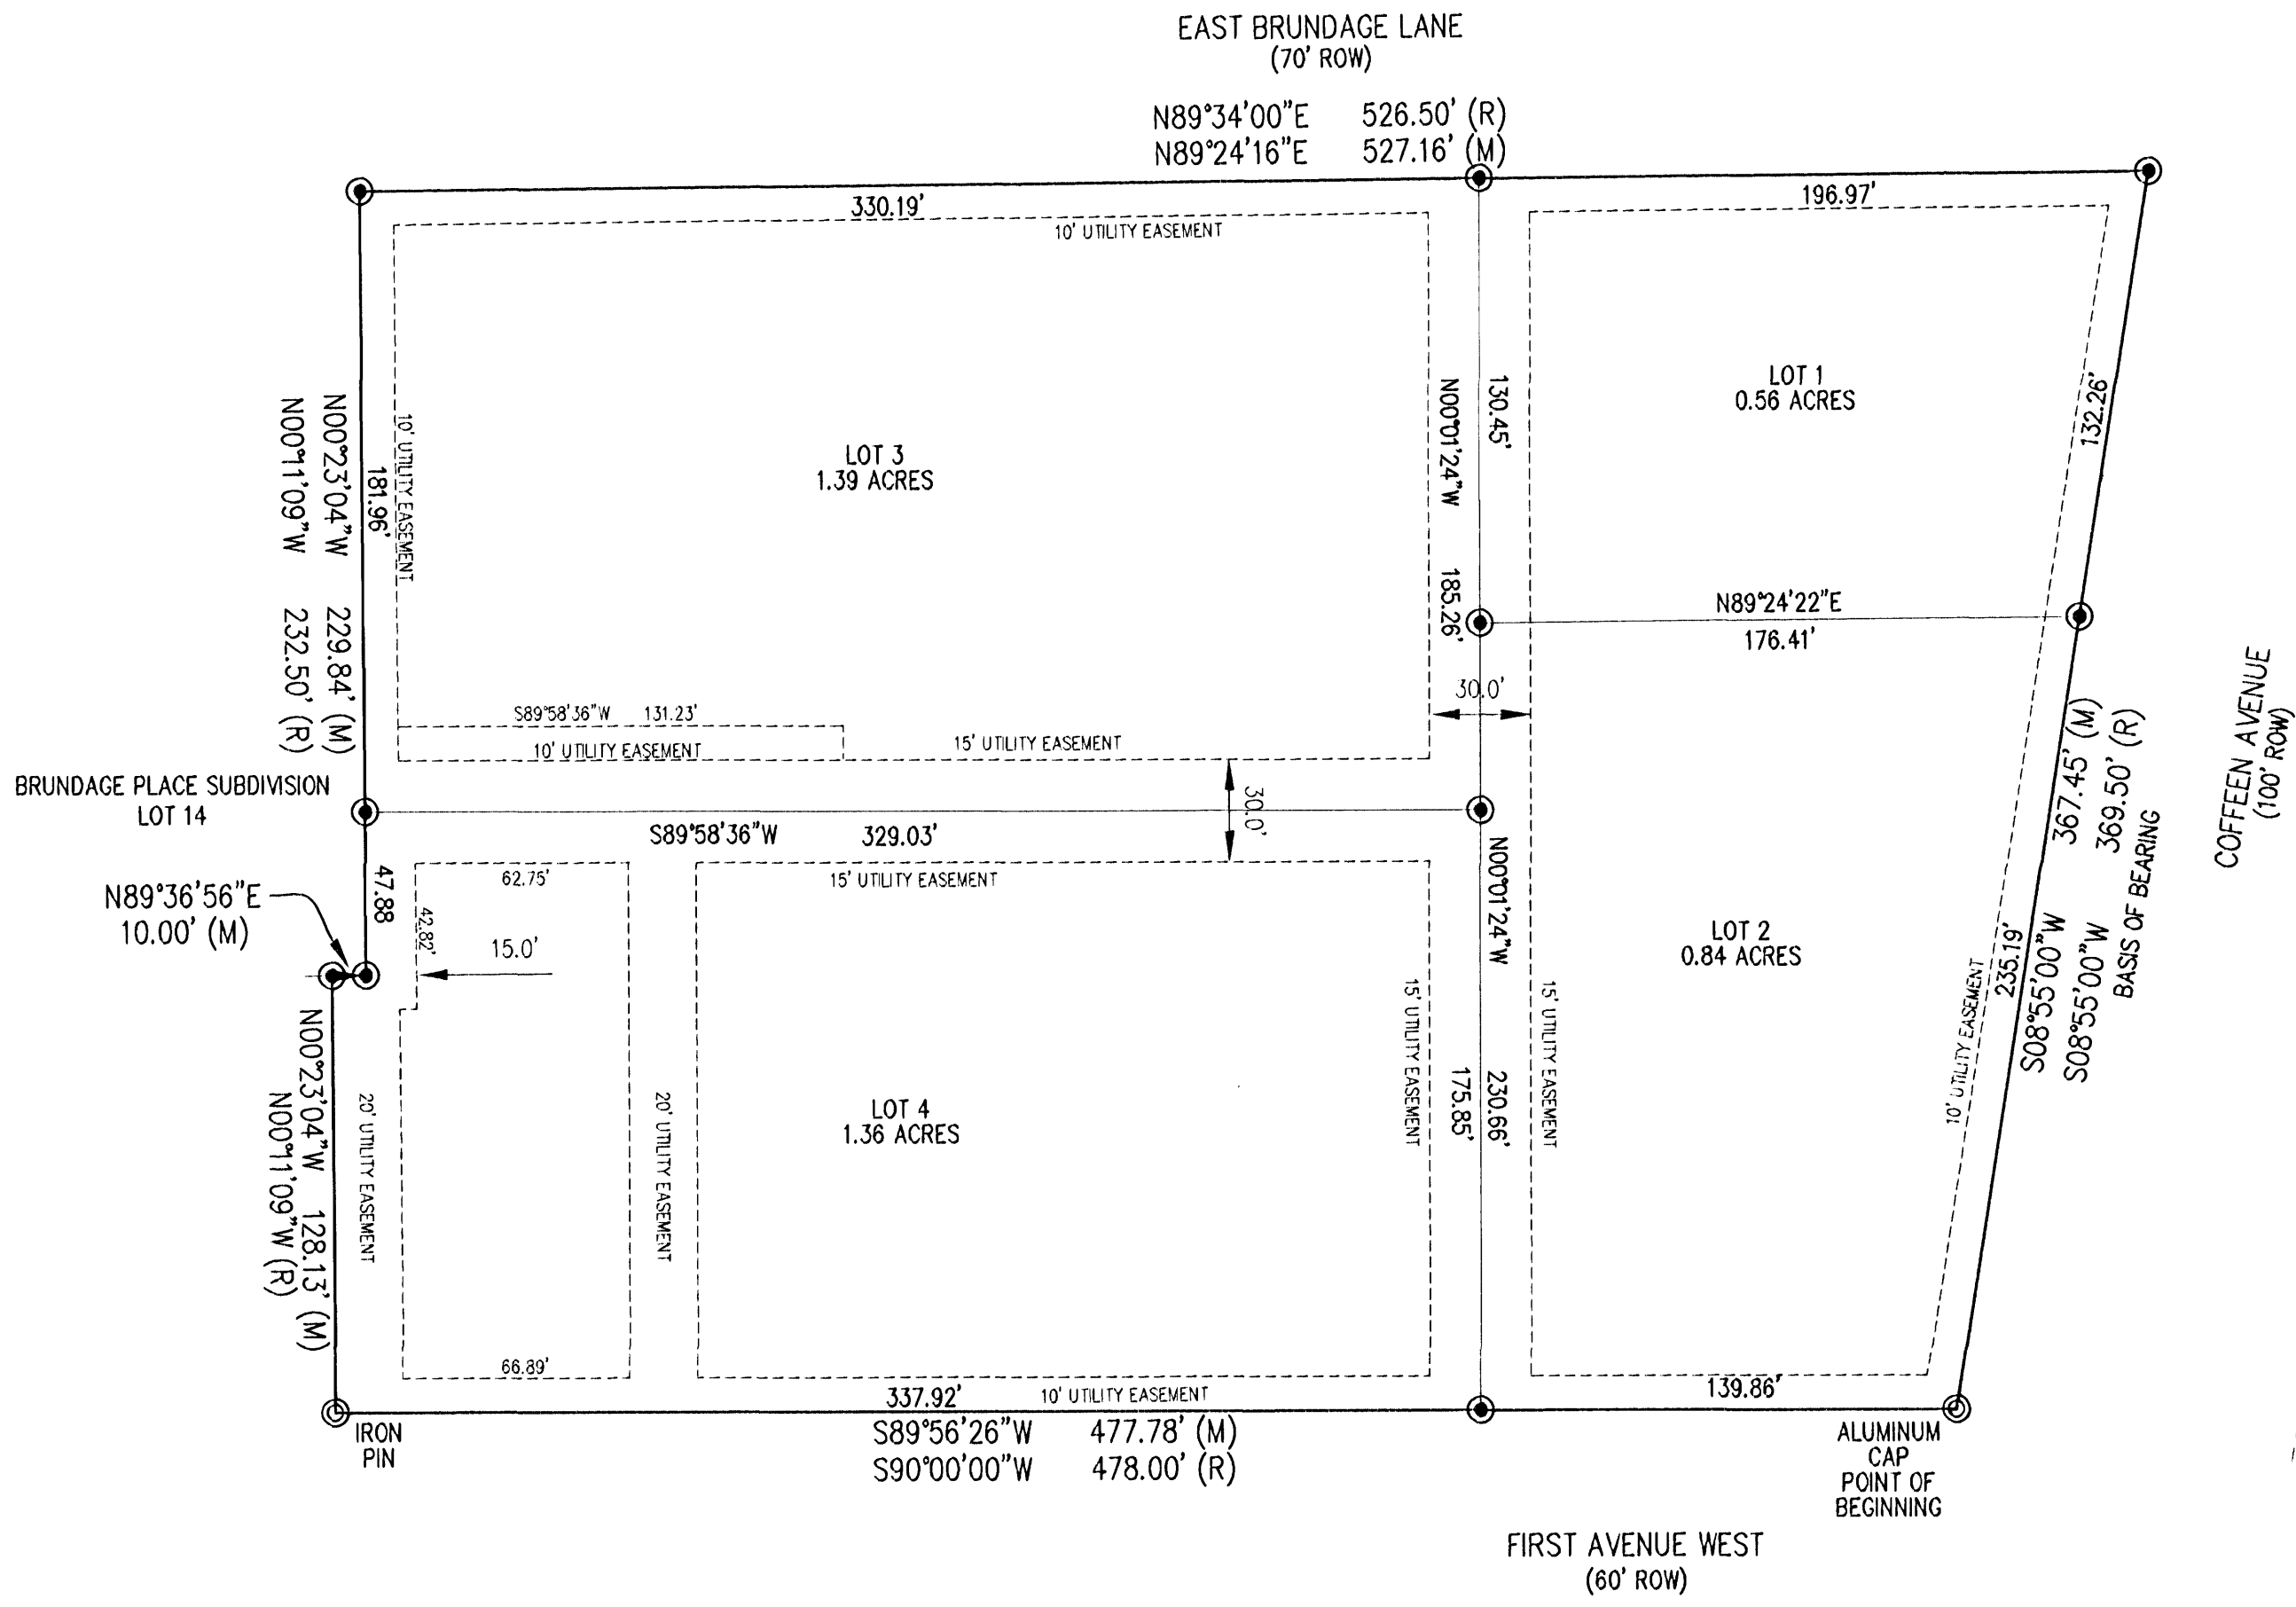 EAST BRUNDAGE LANE
(70' ROW)
N89°34'00"E 526.50' (R)
N89°24'16"E 527.16' (M)
330.19'
196.97'
10' UTILITY EASEMENT
LOT 1
0.56 ACRES
132.26'
130.45'
N00°01'24"W
185.26'
LOT 3
1.39 ACRES
10' UTILITY EASEMENT
181.96'
N00°23'04"W 229.84' (M)
N00°11'09"W 232.50' (R)
N89°24'22"E
176.41'
30.0'
S89°58'36"W 131.23'
10' UTILITY EASEMENT
15' UTILITY EASEMENT
30.0'
COFFEEN AVENUE
(100' ROW)
367.45' (M)
369.50' (R)
S08°55'00"W
S08°55'00"W
BASIS OF BEARING
BRUNDAGE PLACE SUBDIVISION
LOT 14
S89°58'36"W 329.03'
47.88
N89°36'56"E
10.00' (M)
62.75'
42.82'
15.0'
15' UTILITY EASEMENT
N00°01'24"W
LOT 2
0.84 ACRES
235.19'
10' UTILITY EASEMENT
15' UTILITY EASEMENT
15' UTILITY EASEMENT
230.66'
175.85'
N00°23'04"W 128.13' (M)
N00°11'09"W (R)
20' UTILITY EASEMENT
20' UTILITY EASEMENT
LOT 4
1.36 ACRES
66.89'
337.92'
10' UTILITY EASEMENT
139.86'
S89°56'26"W 477.78' (M)
S90°00'00"W 478.00' (R)
IRON
PIN
ALUMINUM
CAP
POINT OF
BEGINNING
FIRST AVENUE WEST
(60' ROW)